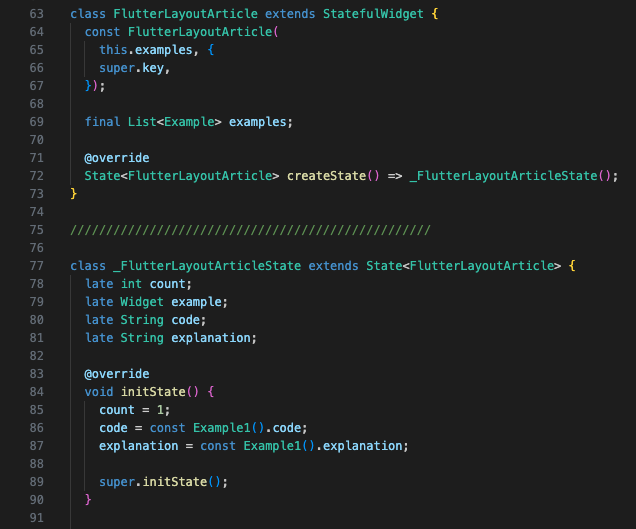 63 class FlutterLayoutArticle extends StatefulWidget {
64   const FlutterLayoutArticle(
65     this.examples, {
66     super.key,
67   });
68
69   final List<Example> examples;
70
71   @override
72   State<FlutterLayoutArticle> createState() => _FlutterLayoutArticleState();
73 }
74
75 //////////////////////////////////////////////////
76
77 class _FlutterLayoutArticleState extends State<FlutterLayoutArticle> {
78   late int count;
79   late Widget example;
80   late String code;
81   late String explanation;
82
83   @override
84   void initState() {
85     count = 1;
86     code = const Example1().code;
87     explanation = const Example1().explanation;
88
89     super.initState();
90   }
91